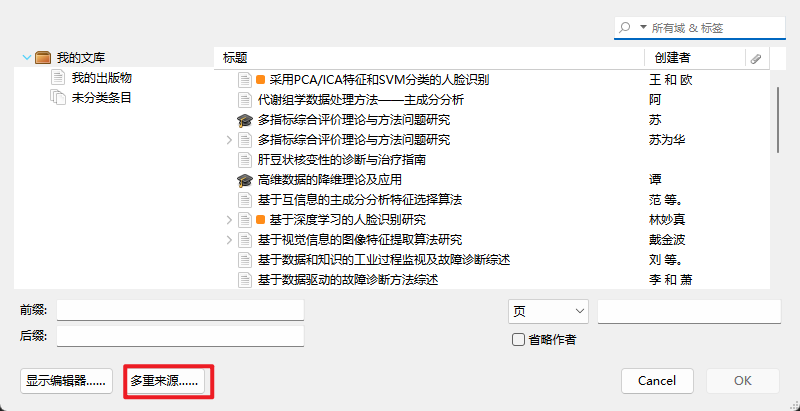 所有域 & 标签
我的文库
我的出版物
未分类条目
标题 创建者
采用PCA/ICA特征和SVM分类的人脸识别 王 和 欧
代谢组学数据处理方法——主成分分析 阿
多指标综合评价理论与方法问题研究 苏
多指标综合评价理论与方法问题研究 苏为华
肝豆状核变性的诊断与治疗指南
高维数据的降维理论及应用 谭
基于互信息的主成分分析特征选择算法 范 等。
基于深度学习的人脸识别研究 林妙真
基于视觉信息的图像特征提取算法研究 戴金波
基于数据和知识的工业过程监视及故障诊断综述 刘 等。
基于数据驱动的故障诊断方法综述 李 和 萧
前缀: 页
后缀: 省略作者
显示编辑器…… 多重来源…… Cancel OK